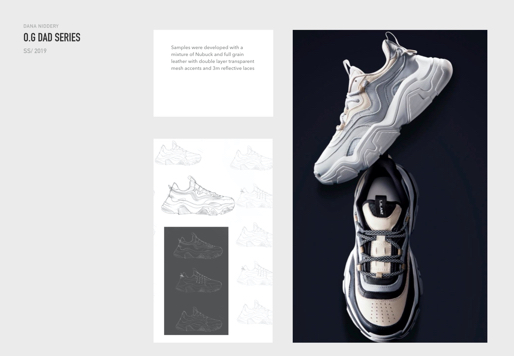 DANA NDDERY
O.G DAD SERIES
SS/ 2019
Samples were developed with a
mixture of Nubuck and full grain
leather with double layer transparent
mesh accents and 3m reflective laces